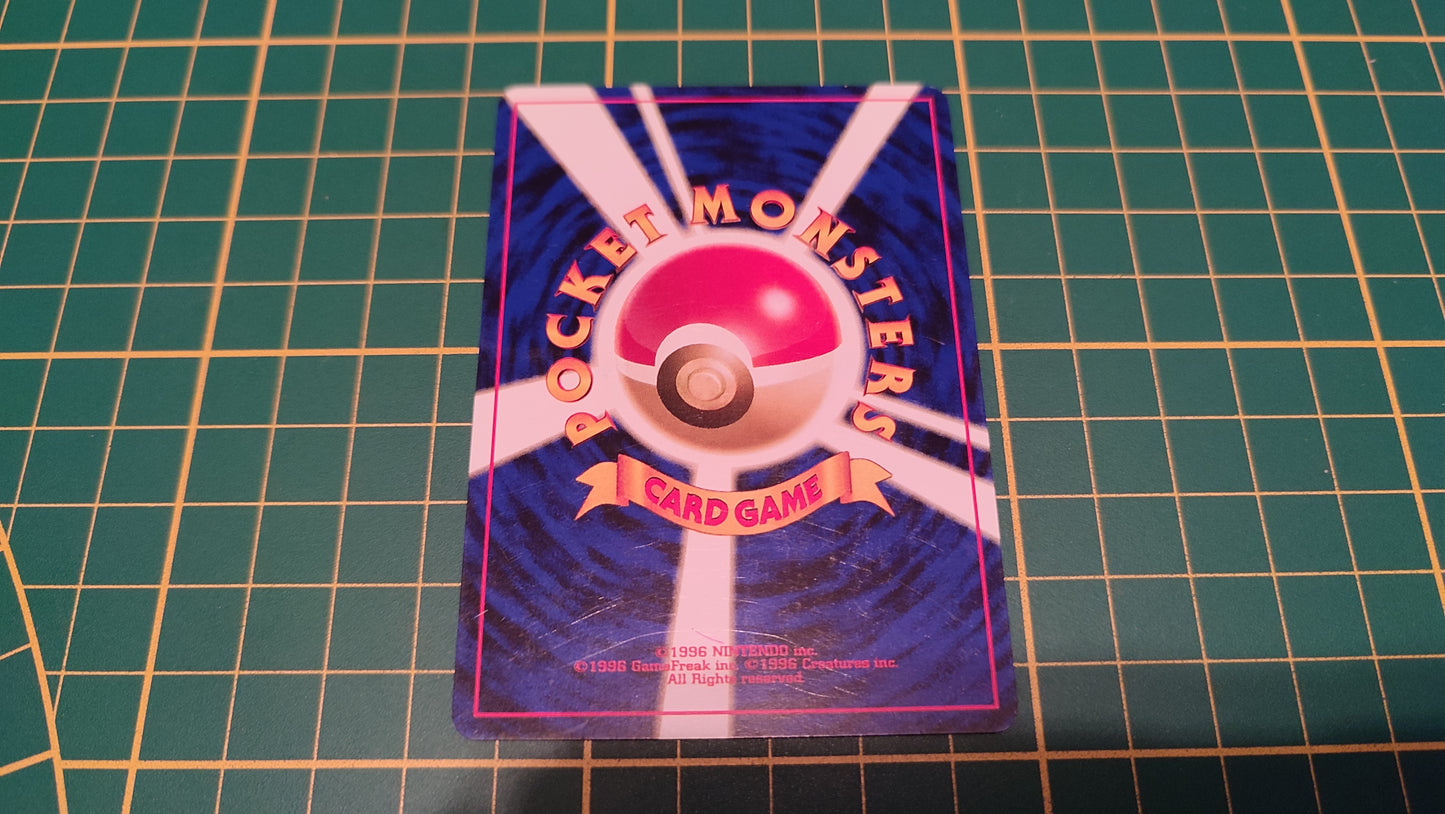 POCKET MONSTERS
CARD GAME
©1996 NINTENDO inc.
©1996 GameFreak inc. ©1996 Creatures inc.
All Rights reserved.